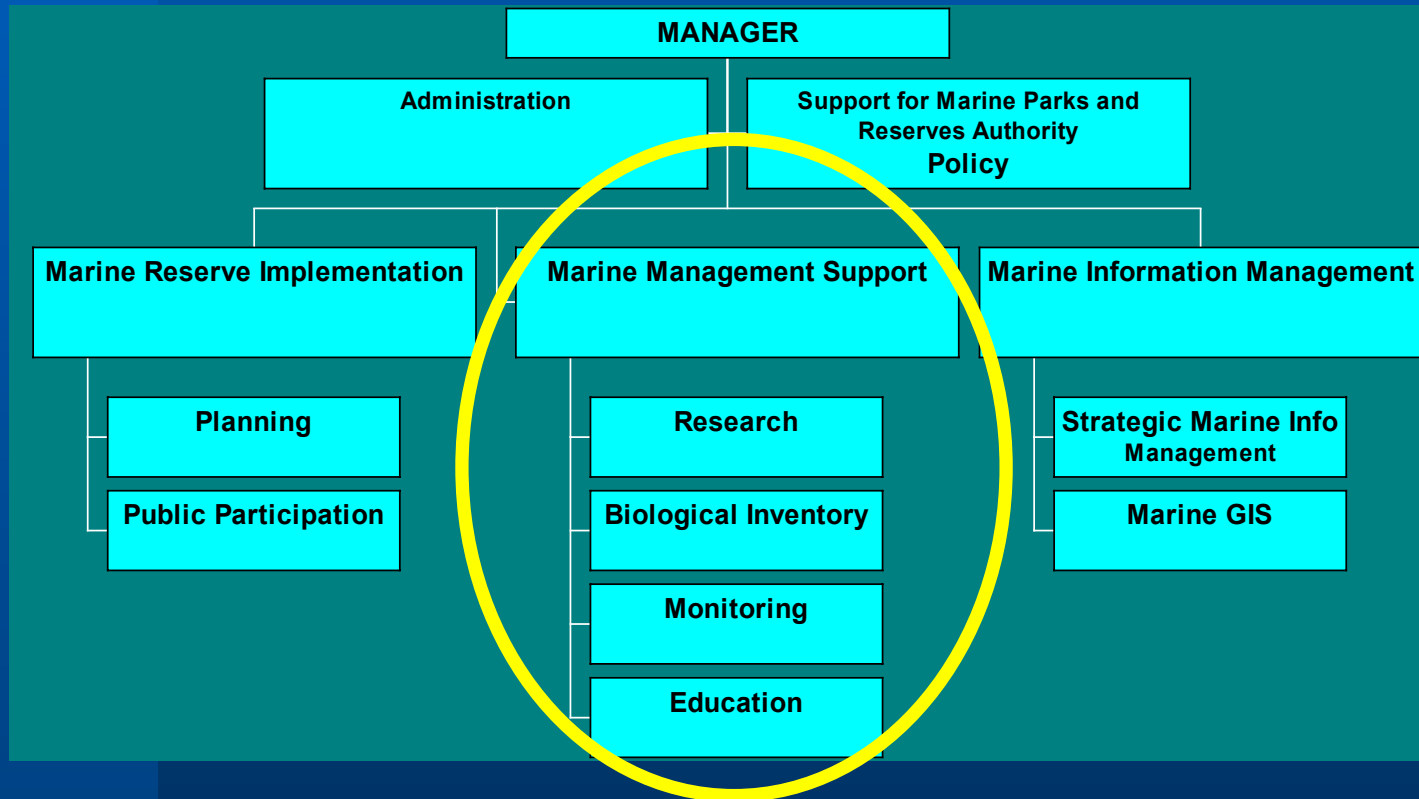 MANAGER
Administration
Support for Marine Parks and
Reserves Authority
Policy
Marine Reserve Implementation
Marine Management Support
Marine Information Management
Planning
Public Participation
Research
Biological Inventory
Monitoring
Education
Strategic Marine Info
Management
Marine GIS